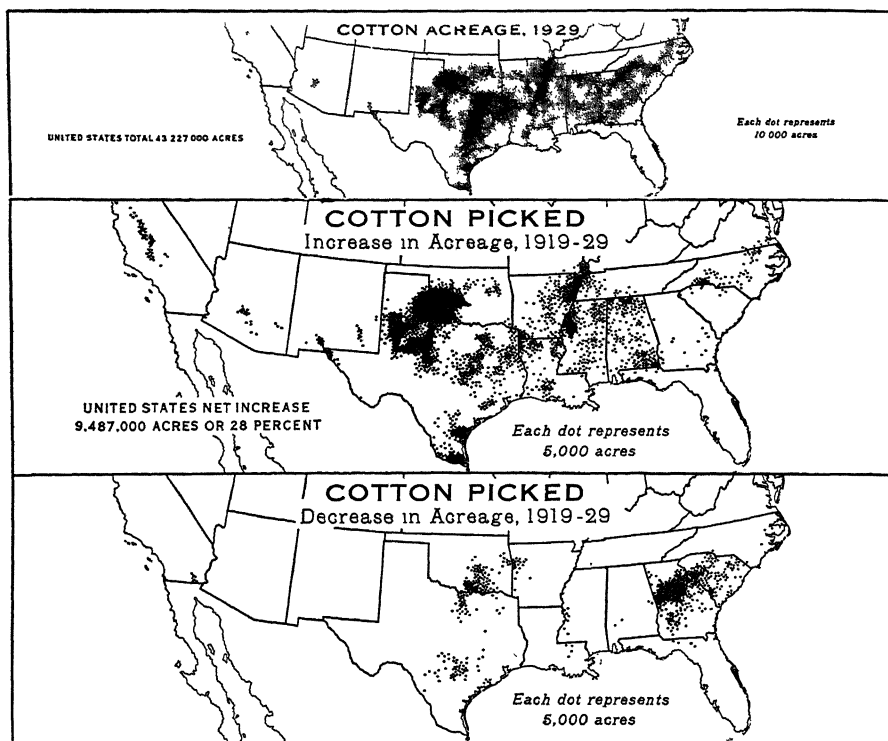 COTTON ACREAGE, 1929
UNITED STATES TOTAL 43 227 000 ACRES
Each dot represents
10 000 acres
COTTON PICKED
Increase in Acreage, 1919-29
UNITED STATES NET INCREASE
9,487,000 ACRES OR 28 PERCENT
Each dot represents
5,000 acres
COTTON PICKED
Decrease in Acreage, 1919-29
Each dot represents
5,000 acres